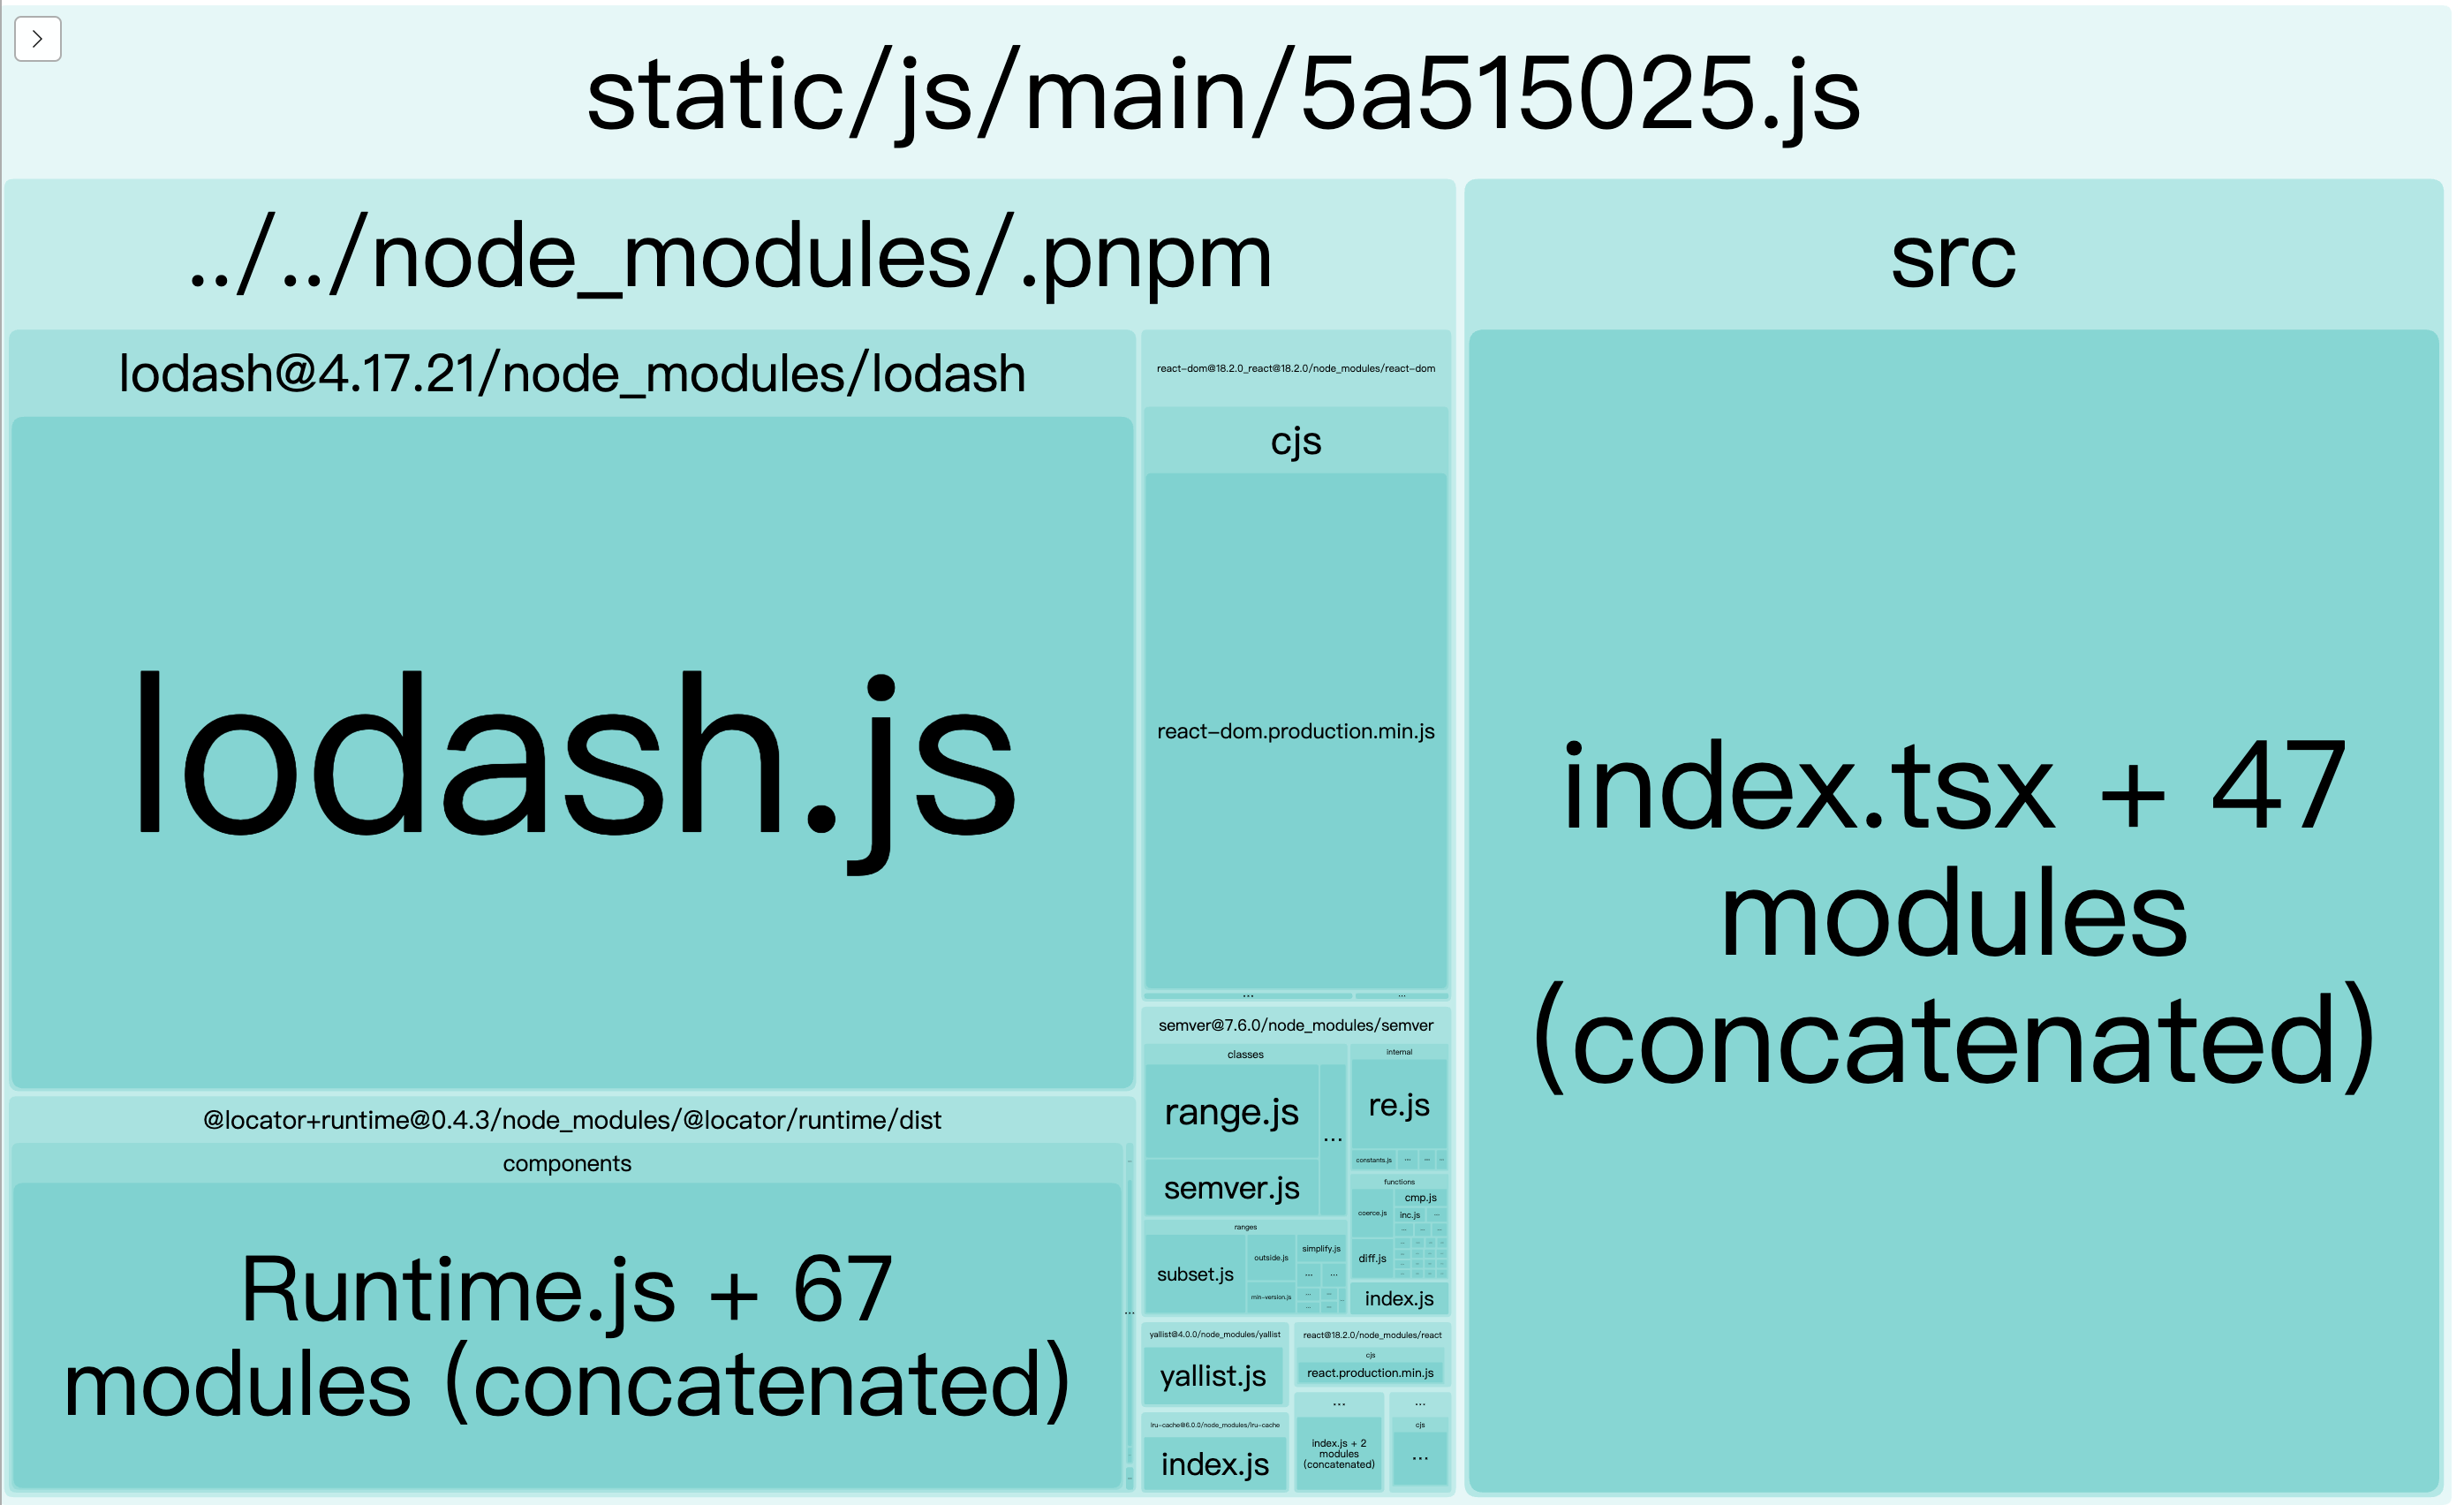 static/js/main/5a515025.js
../../node_modules/.pnpm
lodash@4.17.21/node_modules/lodash
lodash.js
@locator+runtime@0.4.3/node_modules/@locator/runtime/dist
components
Runtime.js + 67
modules (concatenated)
...
react-dom@18.2.0_react@18.2.0/node_modules/react-dom
cjs
react-dom.production.min.js
...
...
semver@7.6.0/node_modules/semver
classes
range.js
semver.js
...
internal
re.js
constants.js
...
...
...
ranges
subset.js
outside.js
min-version.js
simplify.js
...
...
functions
coerce.js
diff.js
cmp.js
inc.js
...
index.js
yallist@4.0.0/node_modules/yallist
yallist.js
react@18.2.0/node_modules/react
cjs
react.production.min.js
lru-cache@6.0.0/node_modules/lru-cache
index.js
...
index.js + 2
modules
(concatenated)
...
cjs
...
src
index.tsx + 47
modules
(concatenated)